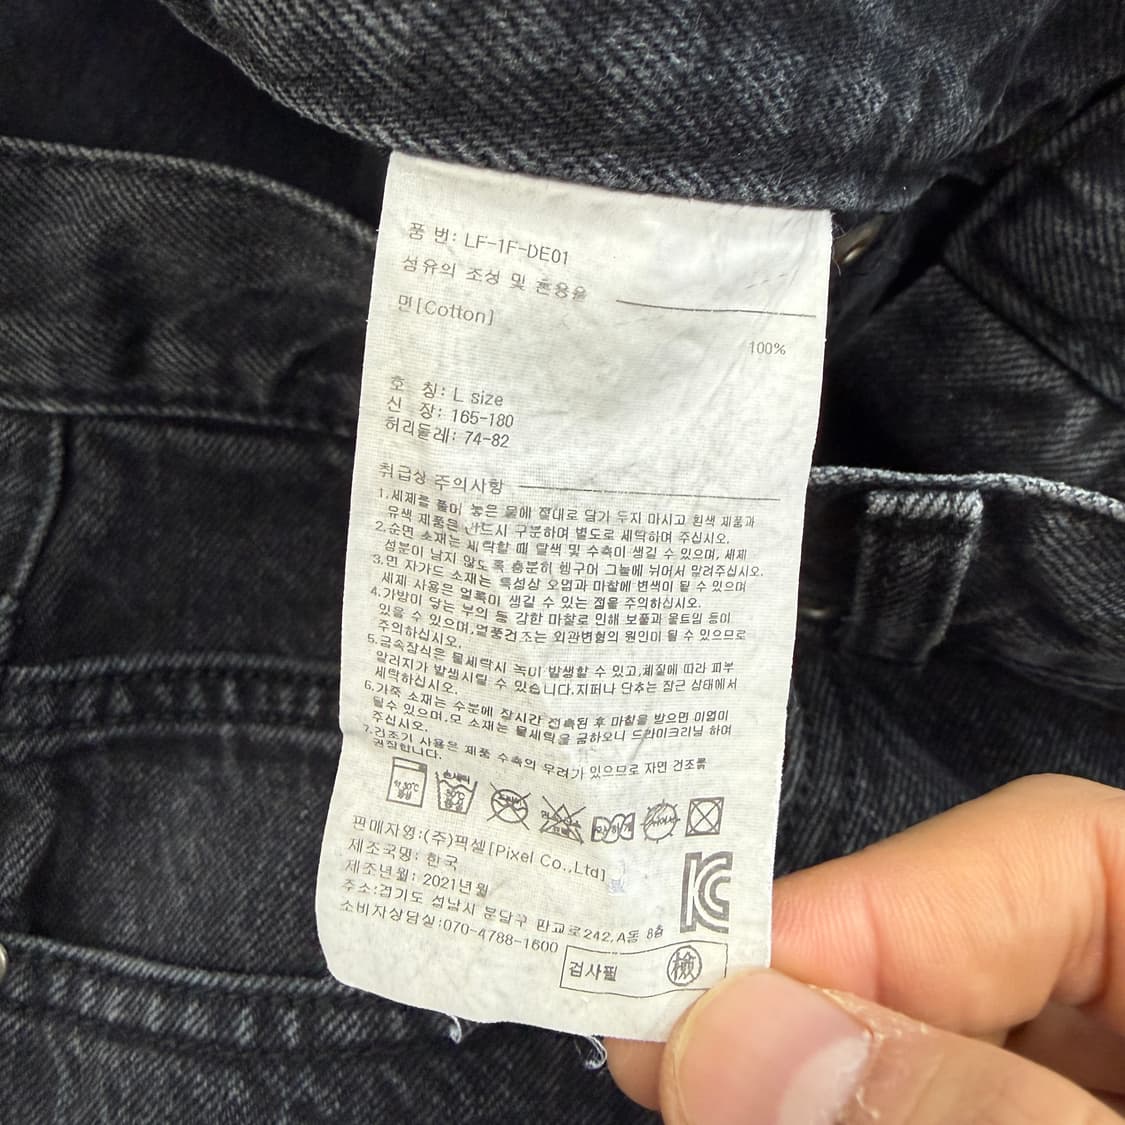 품 번: LF-1F-DE01
섬유의 조성 및 혼용율
면[Cotton]
100%
호 칭: L size
신 장: 165-180
허리둘레: 74-82
취급상 주의사항
1.세제를 풀어 놓은 물에 절대로 담가 두지 마시고 흰색 제품과
유색 제품은 반드시 구분하며 별도로 세탁하며 주십시오.
2.순면 소재는 세탁할 때 탈색 및 수축이 생길 수 있으며, 세제
성분이 남지 않도록 충분히 헹구어 그늘에 뉘어서 말려주십시오.
3.면 자가드 소재는 특성상 오염과 마찰에 변색이 될 수 있으며
세제 사용은 얼룩이 생길 수 있는 점을 주의하십시오.
4.가방이 닿는 부의 등 강한 마찰로 인해 보풀과 올트임 등이
있을 수 있으며,열풍건조는 외관변형의 원인이 될 수 있으므로
주의하십시오.
5.금속장식은 물세탁시 녹이 발생할 수 있고,체질에 따라 피부
알러지가 발생시킬 수 있습니다.지퍼나 단추는 잠근 상태에서
세탁하십시오.
6.가죽 소재는 수분에 장시간 접촉된 후 마찰을 받으면 이염이
될수 있으며,모 소재는 물세탁을 금하오니 드라이크리닝 하며
주십시오.
7.건조기 사용은 제품 수축의 우려가 있으므로 자연 건조를
권장합니다.
약 30℃
판매자명:(주)픽셀[Pixel Co.,Ltd]
제조국명: 한국
제조년월: 2021년월
주소:경기도 성남시 분당구 판교로242,A동 8층
소비자상담실:070-4788-1600
검사필 檢